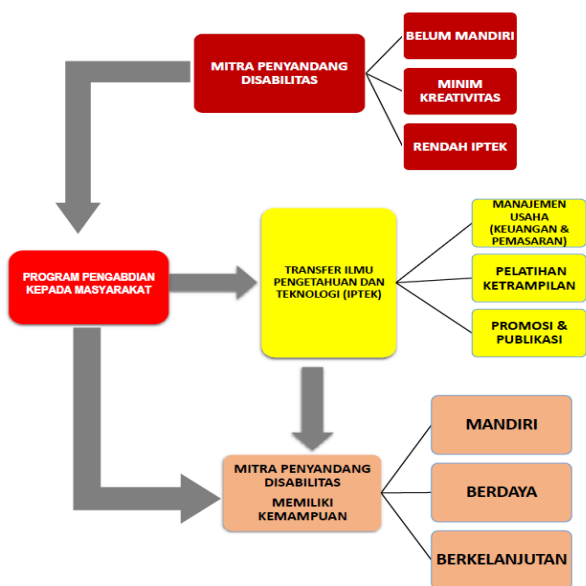 MITRA PENYANDANG
DISABILITAS
BELUM MANDIRI
MINIM
KREATIVITAS
RENDAH IPTEK
PROGRAM PENGABDIAN
KEPADA MASYARAKAT
TRANSFER ILMU
PENGETAHUAN DAN
TEKNOLOGI (IPTEK)
MANAJEMEN
USAHA
(KEUANGAN &
PEMASARAN)
PELATIHAN
KETRAMPILAN
PROMOSI &
PUBLIKASI
MITRA PENYANDANG
DISABILITAS
MEMILIKI
KEMAMPUAN
MANDIRI
BERDAYA
BERKELANJUTAN